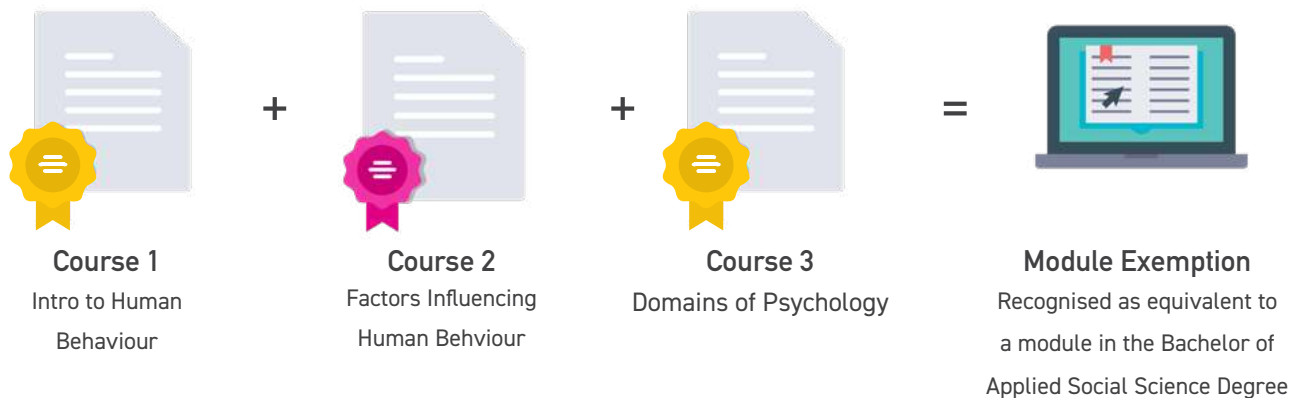 +
+
=
Course 1
Intro to Human
Behaviour
Course 2
Factors Influencing
Human Behviour
Course 3
Domains of Psychology
Module Exemption
Recognised as equivalent to
a module in the Bachelor of
Applied Social Science Degree